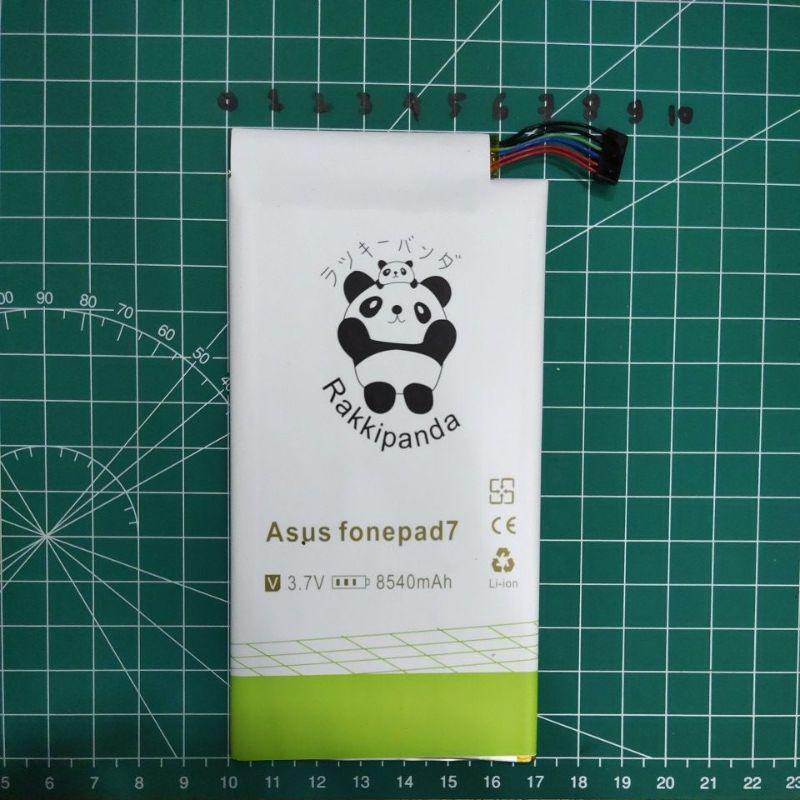 0 1 2 3 4 5 6 7 8 9 10
ラッキーバンダ
Rakkipanda
90 80 70 60 50
CE
Asus fonepad7
V 3.7V 8540mAh
Li-ion
5 6 7 8 9 10 11 12 13 14 15 16 17 18 19 20 21 22 23